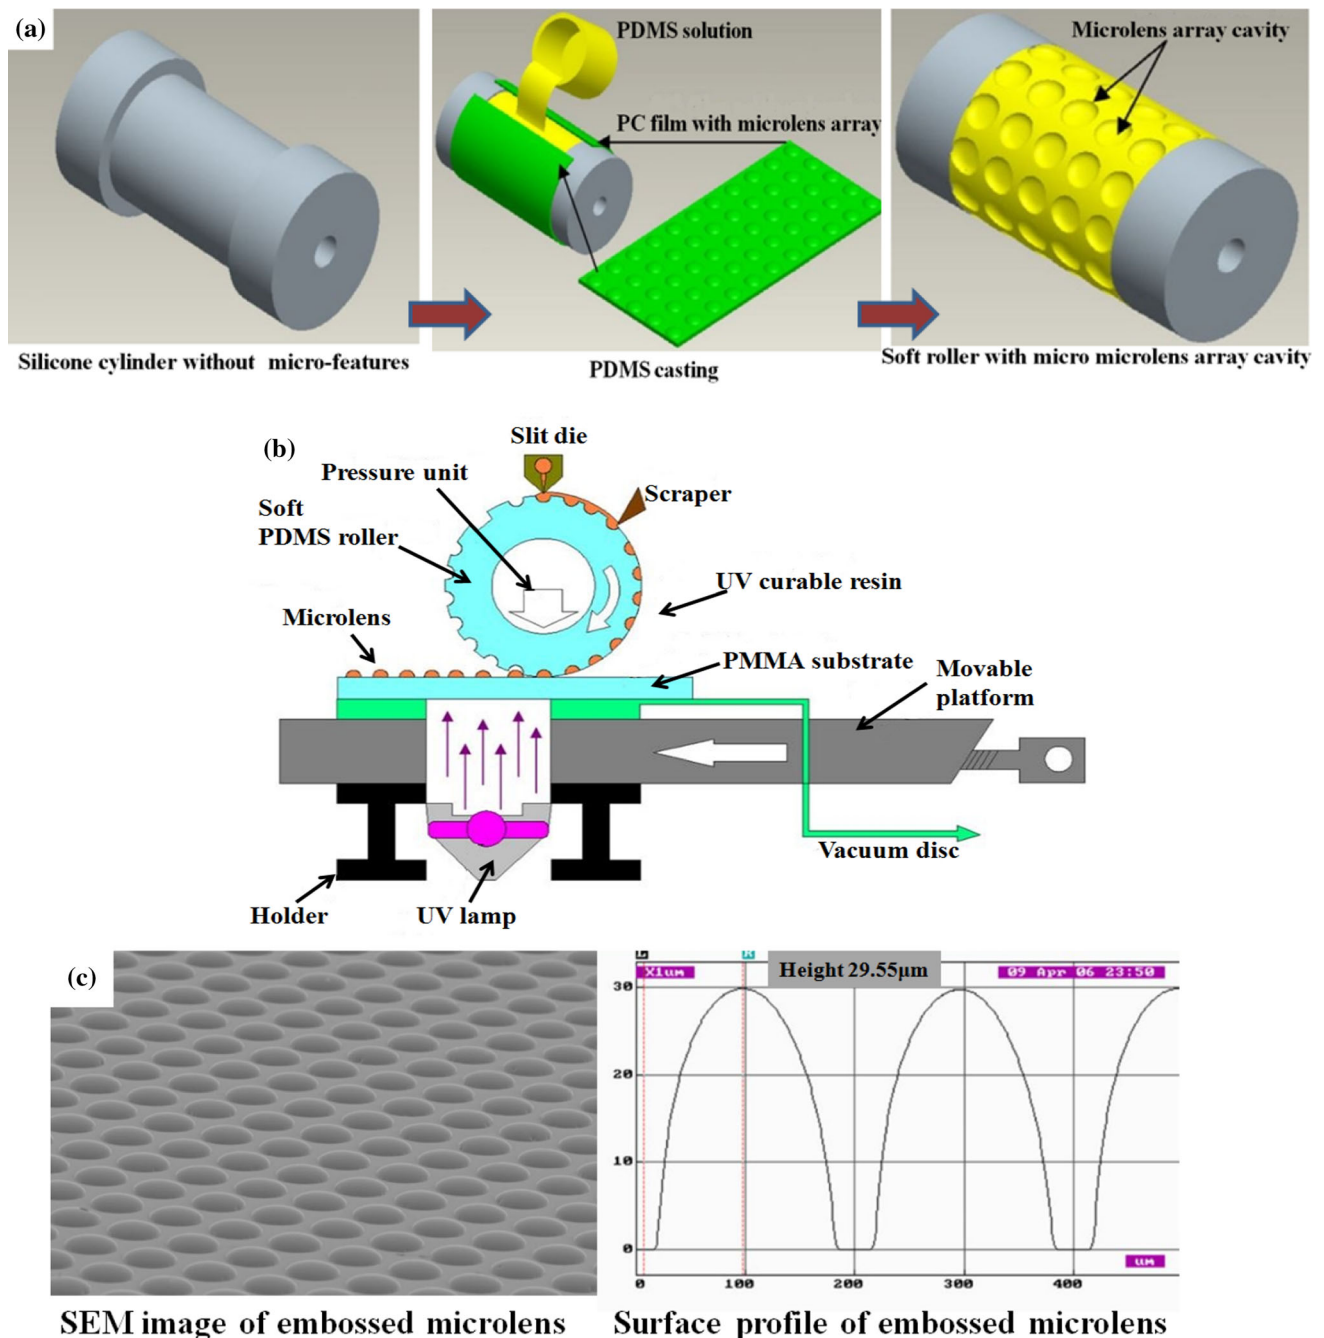 (a)
PDMS solution
Microlens array cavity
PC film with microlens array
Silicone cylinder without micro-features
PDMS casting
Soft roller with micro microlens array cavity
(b)
Slit die
Pressure unit
Scraper
Soft
PDMS roller
UV curable resin
Microlens
PMMA substrate
Movable
platform
Vacuum disc
Holder
UV lamp
(c)
L
R
X1um
Height 29.55μm
09 Apr 06 23:50
30
20
10
0
um
0 100 200 300 400
SEM image of embossed microlens
Surface profile of embossed microlens